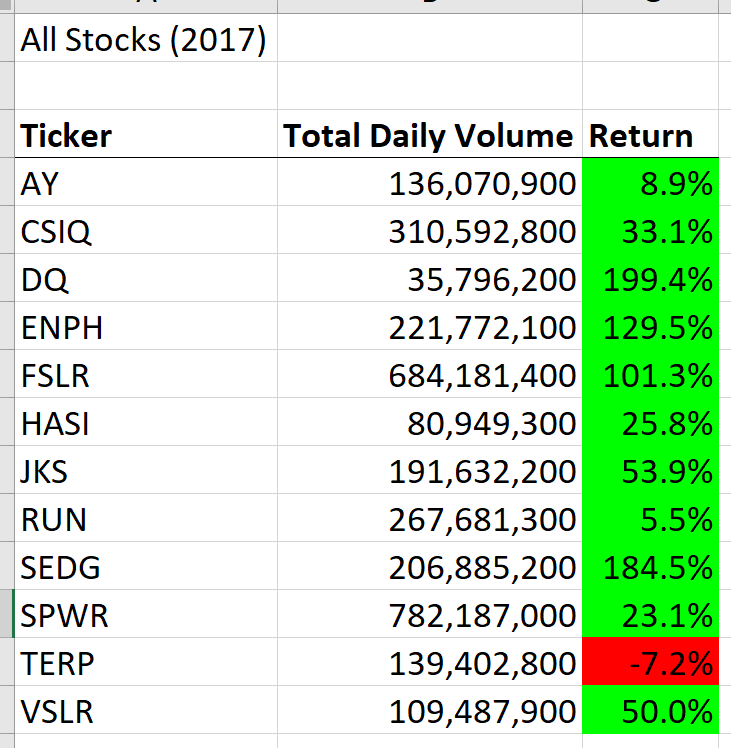 All Stocks (2017)
Ticker Total Daily Volume Return
AY 136,070,900 8.9%
CSIQ 310,592,800 33.1%
DQ 35,796,200 199.4%
ENPH 221,772,100 129.5%
FSLR 684,181,400 101.3%
HASI 80,949,300 25.8%
JKS 191,632,200 53.9%
RUN 267,681,300 5.5%
SEDG 206,885,200 184.5%
SPWR 782,187,000 23.1%
TERP 139,402,800 -7.2%
VSLR 109,487,900 50.0%